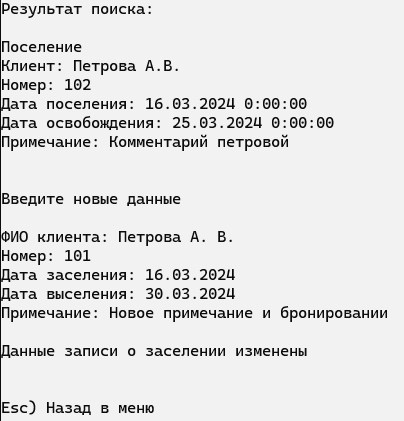 Результат поиска:
Поселение
Клиент: Петрова А.В.
Номер: 102
Дата поселения: 16.03.2024 0:00:00
Дата освобождения: 25.03.2024 0:00:00
Примечание: Комментарий петровой
Введите новые данные
ФИО клиента: Петрова А. В.
Номер: 101
Дата заселения: 16.03.2024
Дата выселения: 30.03.2024
Примечание: Новое примечание и бронировании
Данные записи о заселении изменены
Esc) Назад в меню